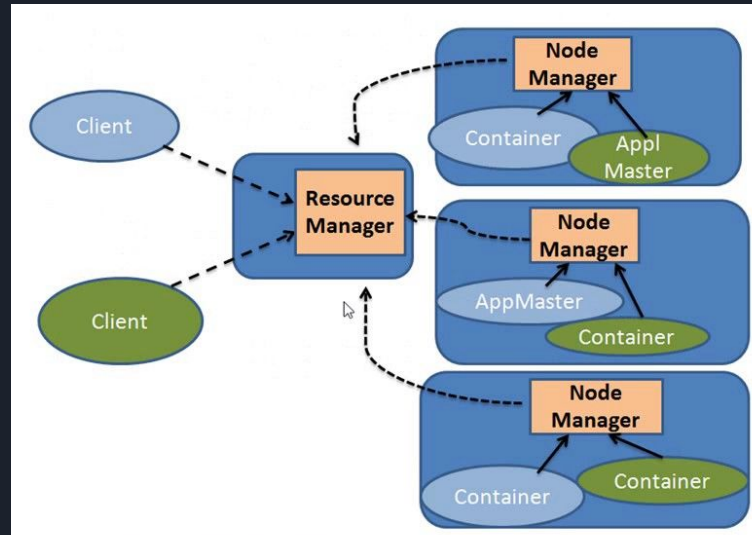 Client
Client
Resource
Manager
Node
Manager
Container
Appl
Master
Node
Manager
AppMaster
Container
Node
Manager
Container
Container